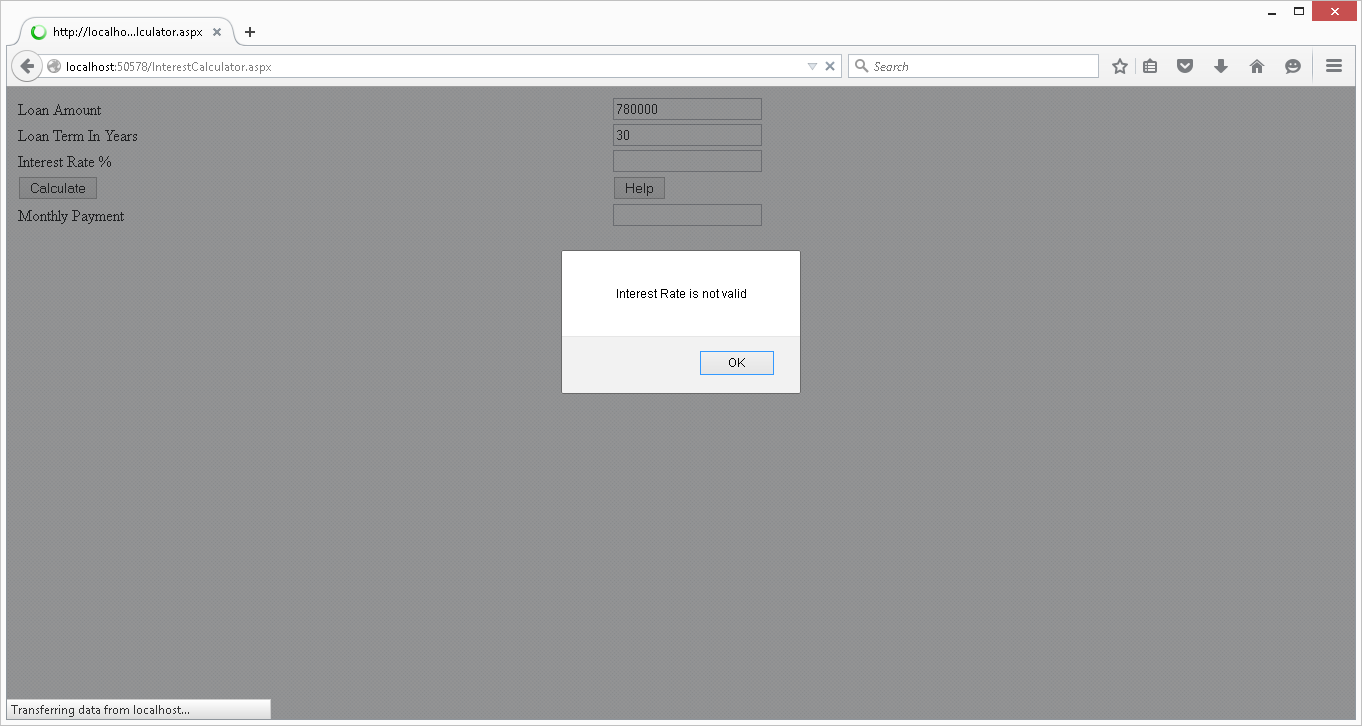 http://localho...lculator.aspx
localhost:50578/InterestCalculator.aspx
Search
Loan Amount 780000
Loan Term In Years 30
Interest Rate %
Calculate Help
Monthly Payment
Interest Rate is not valid
OK
Transferring data from localhost...